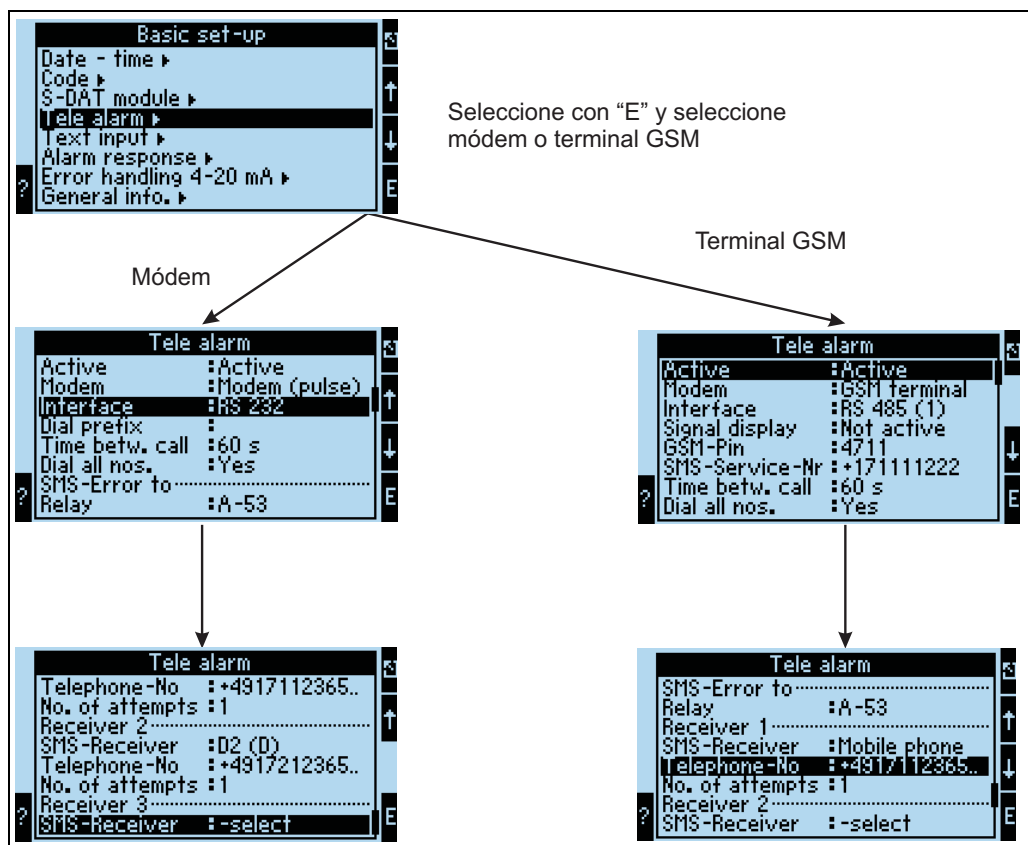 Basic set-up
Date - time
Code
S-DAT module
Tele alarm
Text input
Alarm response
Error handling 4-20 mA
General info.
?
E
Seleccione con “E” y seleccione
módem o terminal GSM
Módem
Terminal GSM
Tele alarm
Active :Active
Modem :Modem (pulse)
Interface :RS 232
Dial prefix :
Time betw. call :60 s
Dial all nos. :Yes
SMS-Error to
Relay :A-53
?
E
Tele alarm
Active :Active
Modem :GSM terminal
Interface :RS 485 (1)
Signal display :Not active
GSM-Pin :4711
SMS-Service-Nr :+171111222
Time betw. call :60 s
Dial all nos. :Yes
?
E
Tele alarm
Telephone-No :+4917112365..
No. of attempts :1
Receiver 2
SMS-Receiver :D2 (D)
Telephone-No :+4917212365..
No. of attempts :1
Receiver 3
SMS-Receiver :-select
?
E
Tele alarm
SMS-Error to
Relay :A-53
Receiver 1
SMS-Receiver :Mobile phone
Telephone-No :+4917112365..
No. of attempts :1
Receiver 2
SMS-Receiver :-select
?
E